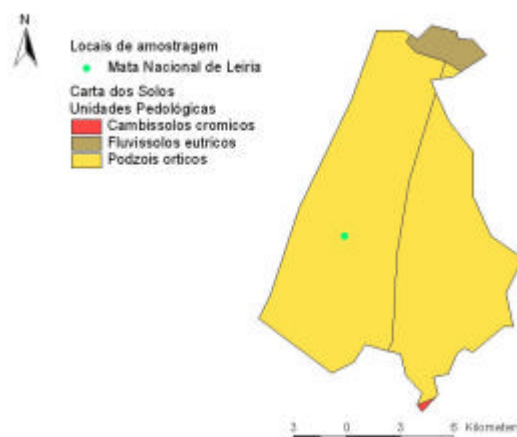 N
Locais de amostragem
Mata Nacional de Leiria
Carta dos Solos
Unidades Pedológicas
Cambissolos cromicos
Fluvissolos eutricos
Podzois orticos
3 0 3 6 Kilometer